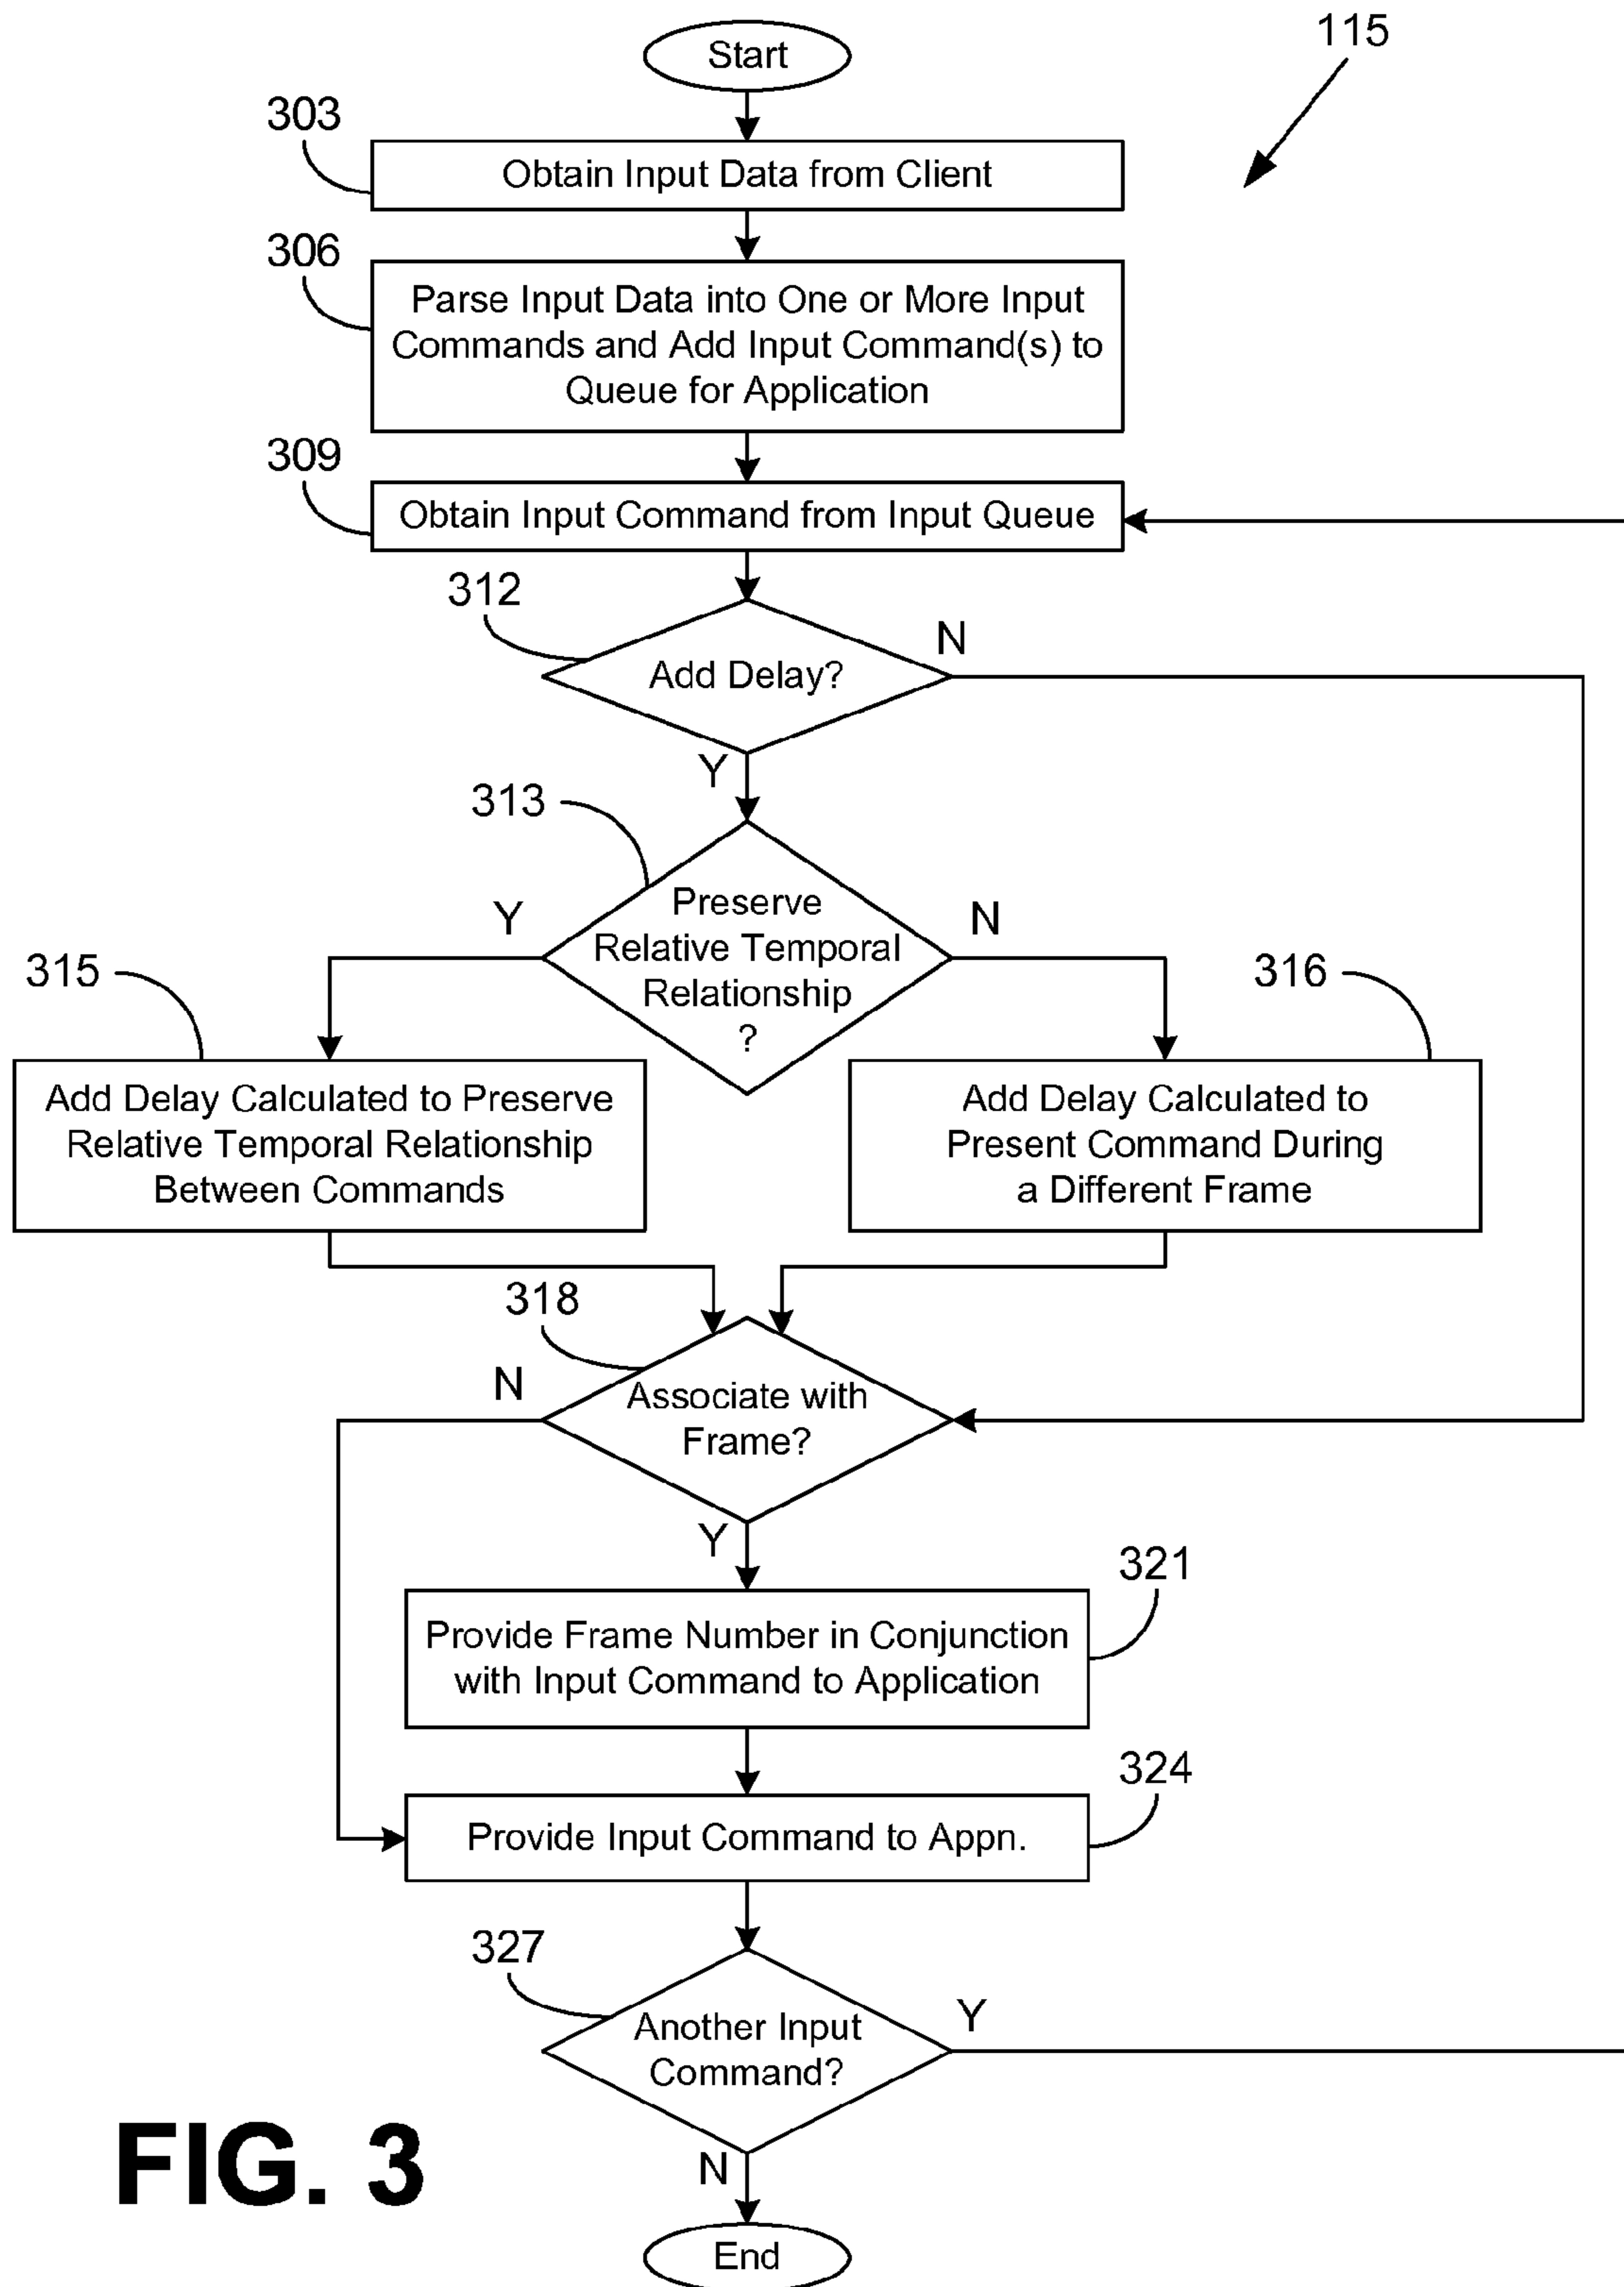 Start
115
303
Obtain Input Data from Client
306
Parse Input Data into One or More Input
Commands and Add Input Command(s) to
Queue for Application
309
Obtain Input Command from Input Queue
312
N
Add Delay?
Y
313
Preserve
Relative Temporal
Relationship
?
Y
N
315
316
Add Delay Calculated to Preserve
Relative Temporal Relationship
Between Commands
Add Delay Calculated to
Present Command During
a Different Frame
318
N
Associate with
Frame?
Y
321
Provide Frame Number in Conjunction
with Input Command to Application
324
Provide Input Command to Appn.
327
Y
Another Input
Command?
N
FIG. 3
End